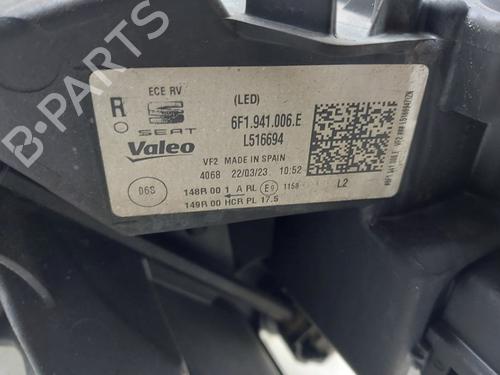 B-PARTS
ECE RV
R
(LED)
6F1.941.006.E
SEAT
L516694
Valeo
VF2 MADE IN SPAIN
4068 22/03/23 10:52
06S
148R 00 1 A RL E9 1158
L2
149R 00 HCR PL 17.5